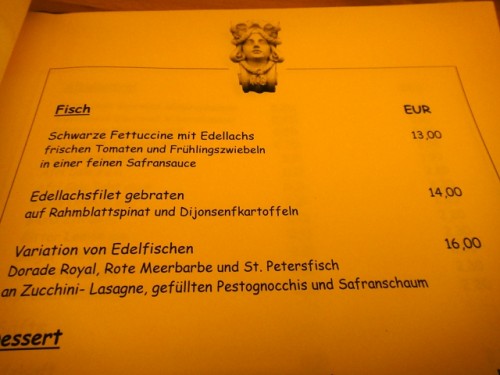 Fisch EUR
Schwarze Fettuccine mit Edellachs 13,00
frischen Tomaten und Frühlingszwiebeln
in einer feinen Safransauce
Edellachsfilet gebraten 14,00
auf Rahmblattspinat und Dijonsenfkartoffeln
Variation von Edelfischen 16,00
Dorade Royal, Rote Meerbarbe und St. Petersfisch
an Zucchini- Lasagne, gefüllten Pestognocchis und Safranschaum
essert